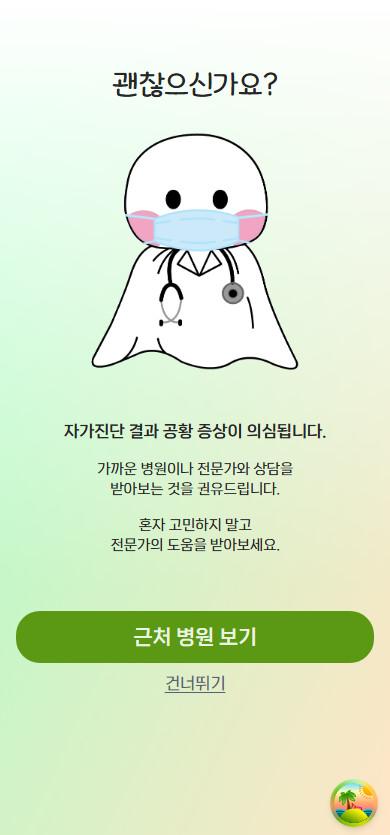 괜찮으신가요?
자가진단 결과 공황 증상이 의심됩니다.
가까운 병원이나 전문가와 상담을
받아보는 것을 권유드립니다.
혼자 고민하지 말고
전문가의 도움을 받아보세요.
근처 병원 보기
건너뛰기